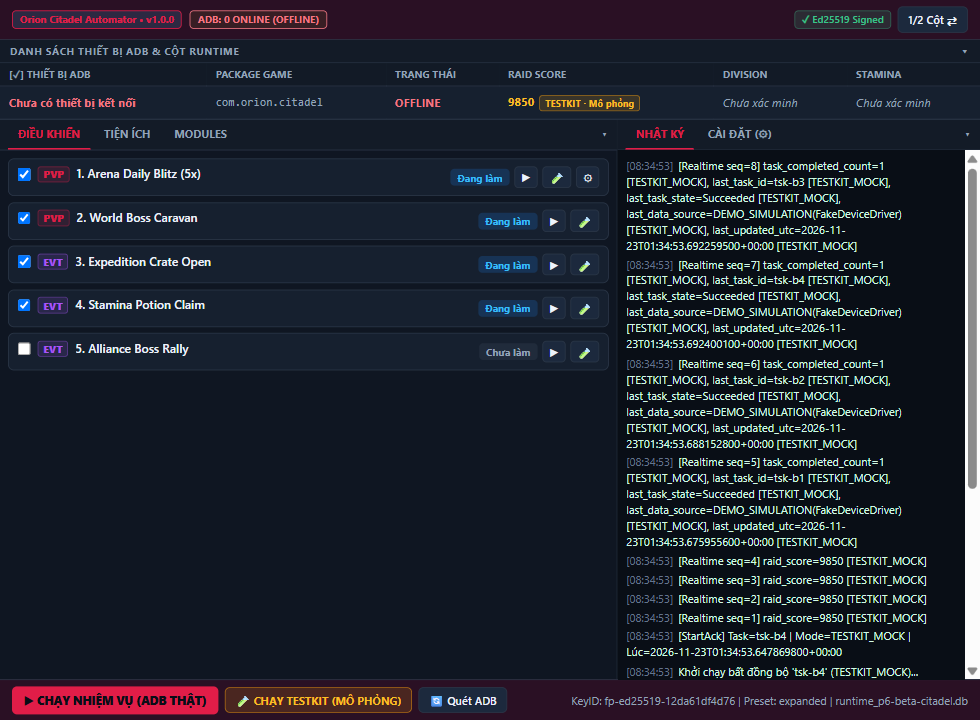 Orion Citadel Automator • v1.0.0
ADB: 0 ONLINE (OFFLINE)
✓ Ed25519 Signed
1/2 Cột ⇄
DANH SÁCH THIẾT BỊ ADB & CỘT RUNTIME
[✓] THIẾT BỊ ADB
PACKAGE GAME
TRẠNG THÁI
RAID SCORE
DIVISION
STAMINA
Chưa có thiết bị kết nối
com.orion.citadel
OFFLINE
9850 TESTKIT · Mô phỏng
Chưa xác minh
Chưa xác minh
ĐIỀU KHIỂN
TIỆN ÍCH
MODULES
PVP 1. Arena Daily Blitz (5x) Đang làm
PVP 2. World Boss Caravan Đang làm
EVT 3. Expedition Crate Open Đang làm
EVT 4. Stamina Potion Claim Đang làm
EVT 5. Alliance Boss Rally Chưa làm
NHẬT KÝ
CÀI ĐẶT (⚙)
[08:34:53] [Realtime seq=8] task_completed_count=1
[TESTKIT_MOCK], last_task_id=tsk-b3 [TESTKIT_MOCK],
last_task_state=Succeeded [TESTKIT_MOCK],
last_data_source=DEMO_SIMULATION(FakeDeviceDriver)
[TESTKIT_MOCK], last_updated_utc=2026-11-
23T01:34:53.692259500+00:00 [TESTKIT_MOCK]
[08:34:53] [Realtime seq=7] task_completed_count=1
[TESTKIT_MOCK], last_task_id=tsk-b4 [TESTKIT_MOCK],
last_task_state=Succeeded [TESTKIT_MOCK],
last_data_source=DEMO_SIMULATION(FakeDeviceDriver)
[TESTKIT_MOCK], last_updated_utc=2026-11-
23T01:34:53.692400100+00:00 [TESTKIT_MOCK]
[08:34:53] [Realtime seq=6] task_completed_count=1
[TESTKIT_MOCK], last_task_id=tsk-b2 [TESTKIT_MOCK],
last_task_state=Succeeded [TESTKIT_MOCK],
last_data_source=DEMO_SIMULATION(FakeDeviceDriver)
[TESTKIT_MOCK], last_updated_utc=2026-11-
23T01:34:53.688152800+00:00 [TESTKIT_MOCK]
[08:34:53] [Realtime seq=5] task_completed_count=1
[TESTKIT_MOCK], last_task_id=tsk-b1 [TESTKIT_MOCK],
last_task_state=Succeeded [TESTKIT_MOCK],
last_data_source=DEMO_SIMULATION(FakeDeviceDriver)
[TESTKIT_MOCK], last_updated_utc=2026-11-
23T01:34:53.675955600+00:00 [TESTKIT_MOCK]
[08:34:53] [Realtime seq=4] raid_score=9850 [TESTKIT_MOCK]
[08:34:53] [Realtime seq=3] raid_score=9850 [TESTKIT_MOCK]
[08:34:53] [Realtime seq=2] raid_score=9850 [TESTKIT_MOCK]
[08:34:53] [Realtime seq=1] raid_score=9850 [TESTKIT_MOCK]
[08:34:53] [StartAck] Task=tsk-b4 | Mode=TESTKIT_MOCK |
Lúc=2026-11-23T01:34:53.647869800+00:00
[08:34:53] Khởi chạy bất đồng bộ 'tsk-b4' (TESTKIT_MOCK)...
▶ CHẠY NHIỆM VỤ (ADB THẬT)
CHẠY TESTKIT (MÔ PHỎNG)
Quét ADB
KeyID: fp-ed25519-12da61df4d76 | Preset: expanded | runtime_p6-beta-citadel.db